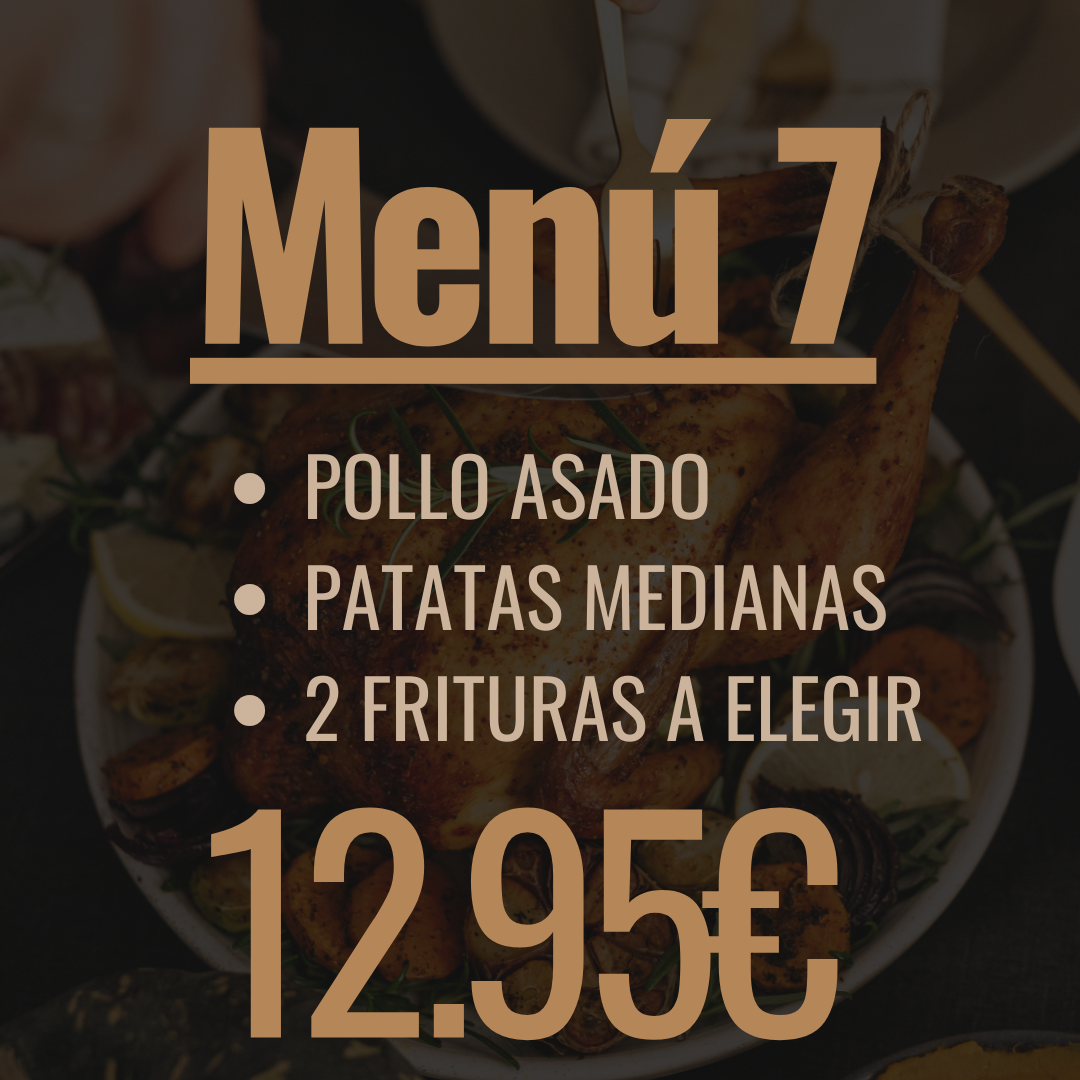 Menú 7
• POLLO ASADO
• PATATAS MEDIANAS
• 2 FRITURAS A ELEGIR
12.95€